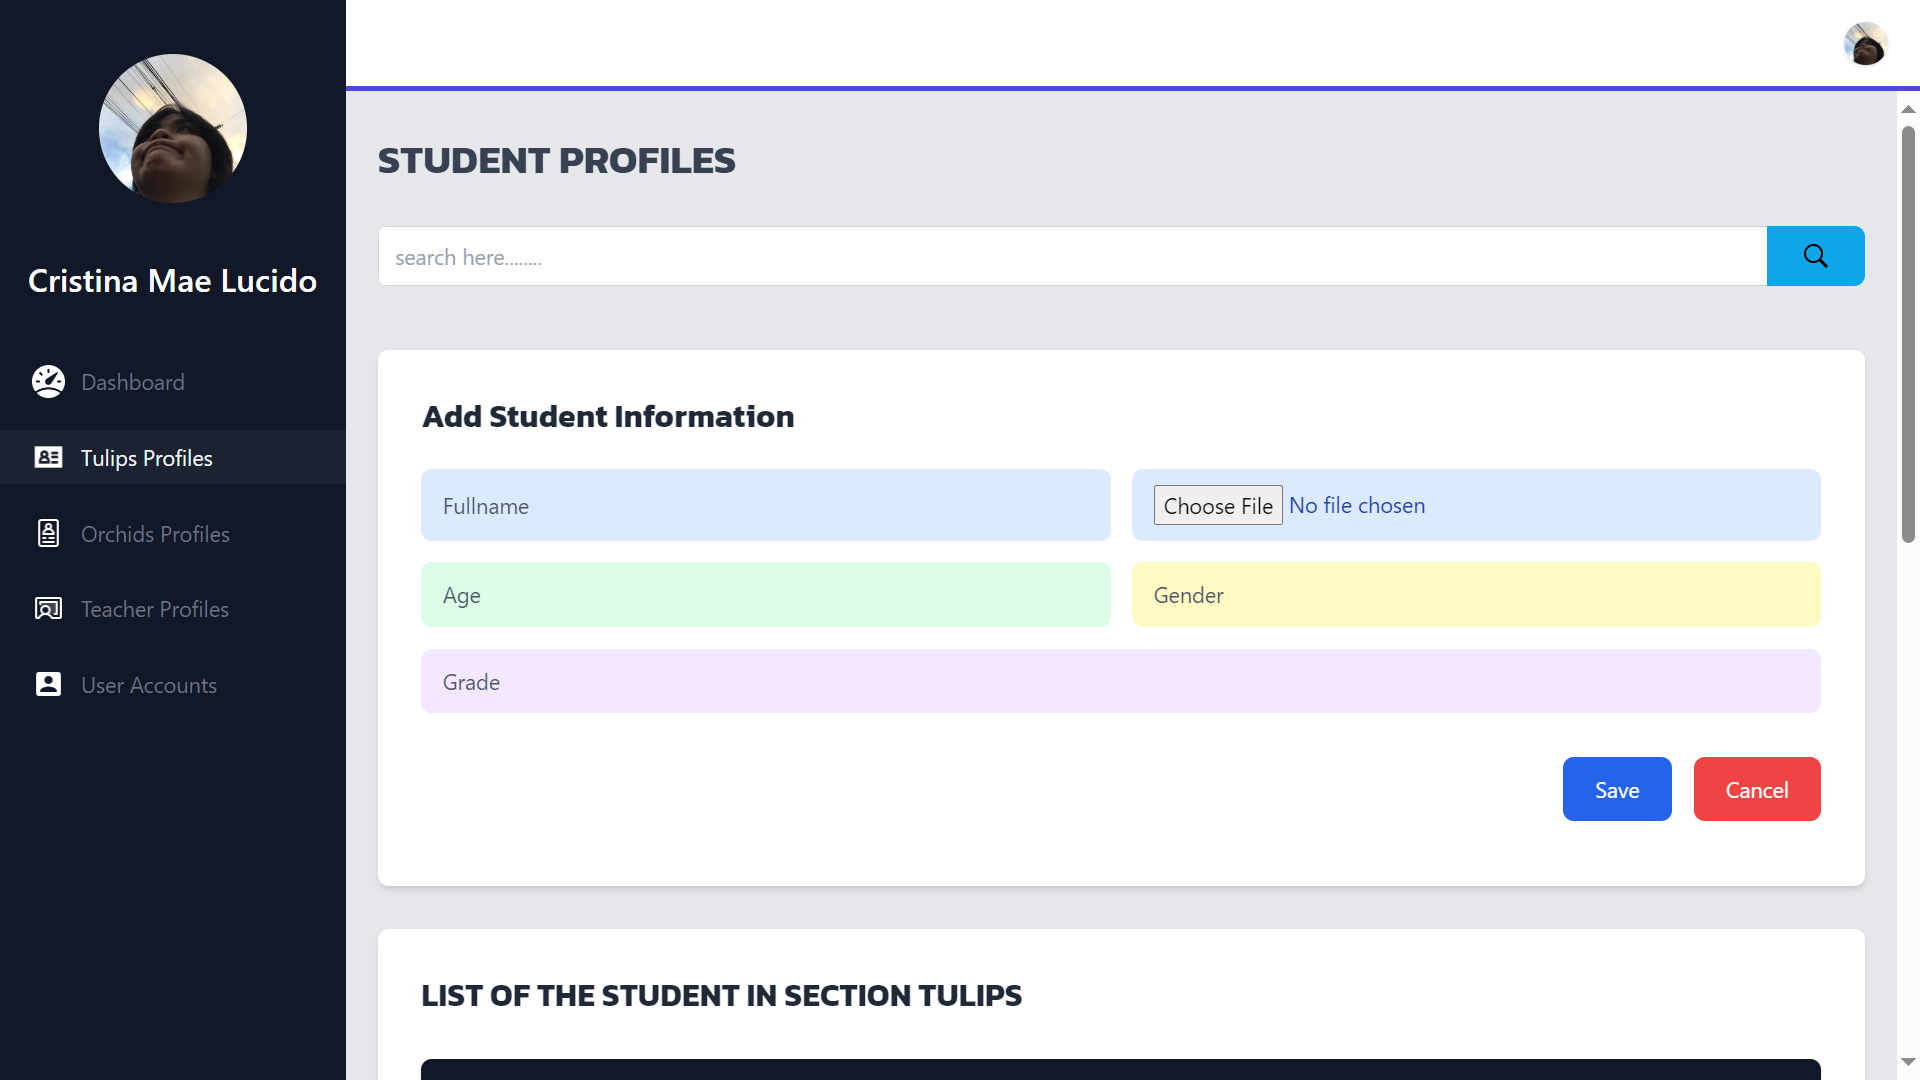 Cristina Mae Lucido
Dashboard
Tulips Profiles
Orchids Profiles
Teacher Profiles
User Accounts
STUDENT PROFILES
search here........
Add Student Information
Fullname
Choose File No file chosen
Age
Gender
Grade
Save
Cancel
LIST OF THE STUDENT IN SECTION TULIPS